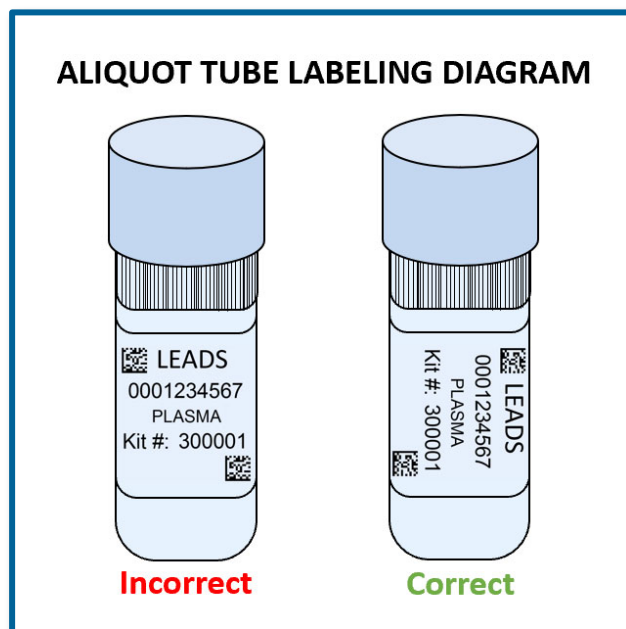 ALIQUOT TUBE LABELING DIAGRAM
LEADS
0001234567
PLASMA
Kit #: 300001
Incorrect
LEADS
0001234567
PLASMA
Kit #: 300001
Correct